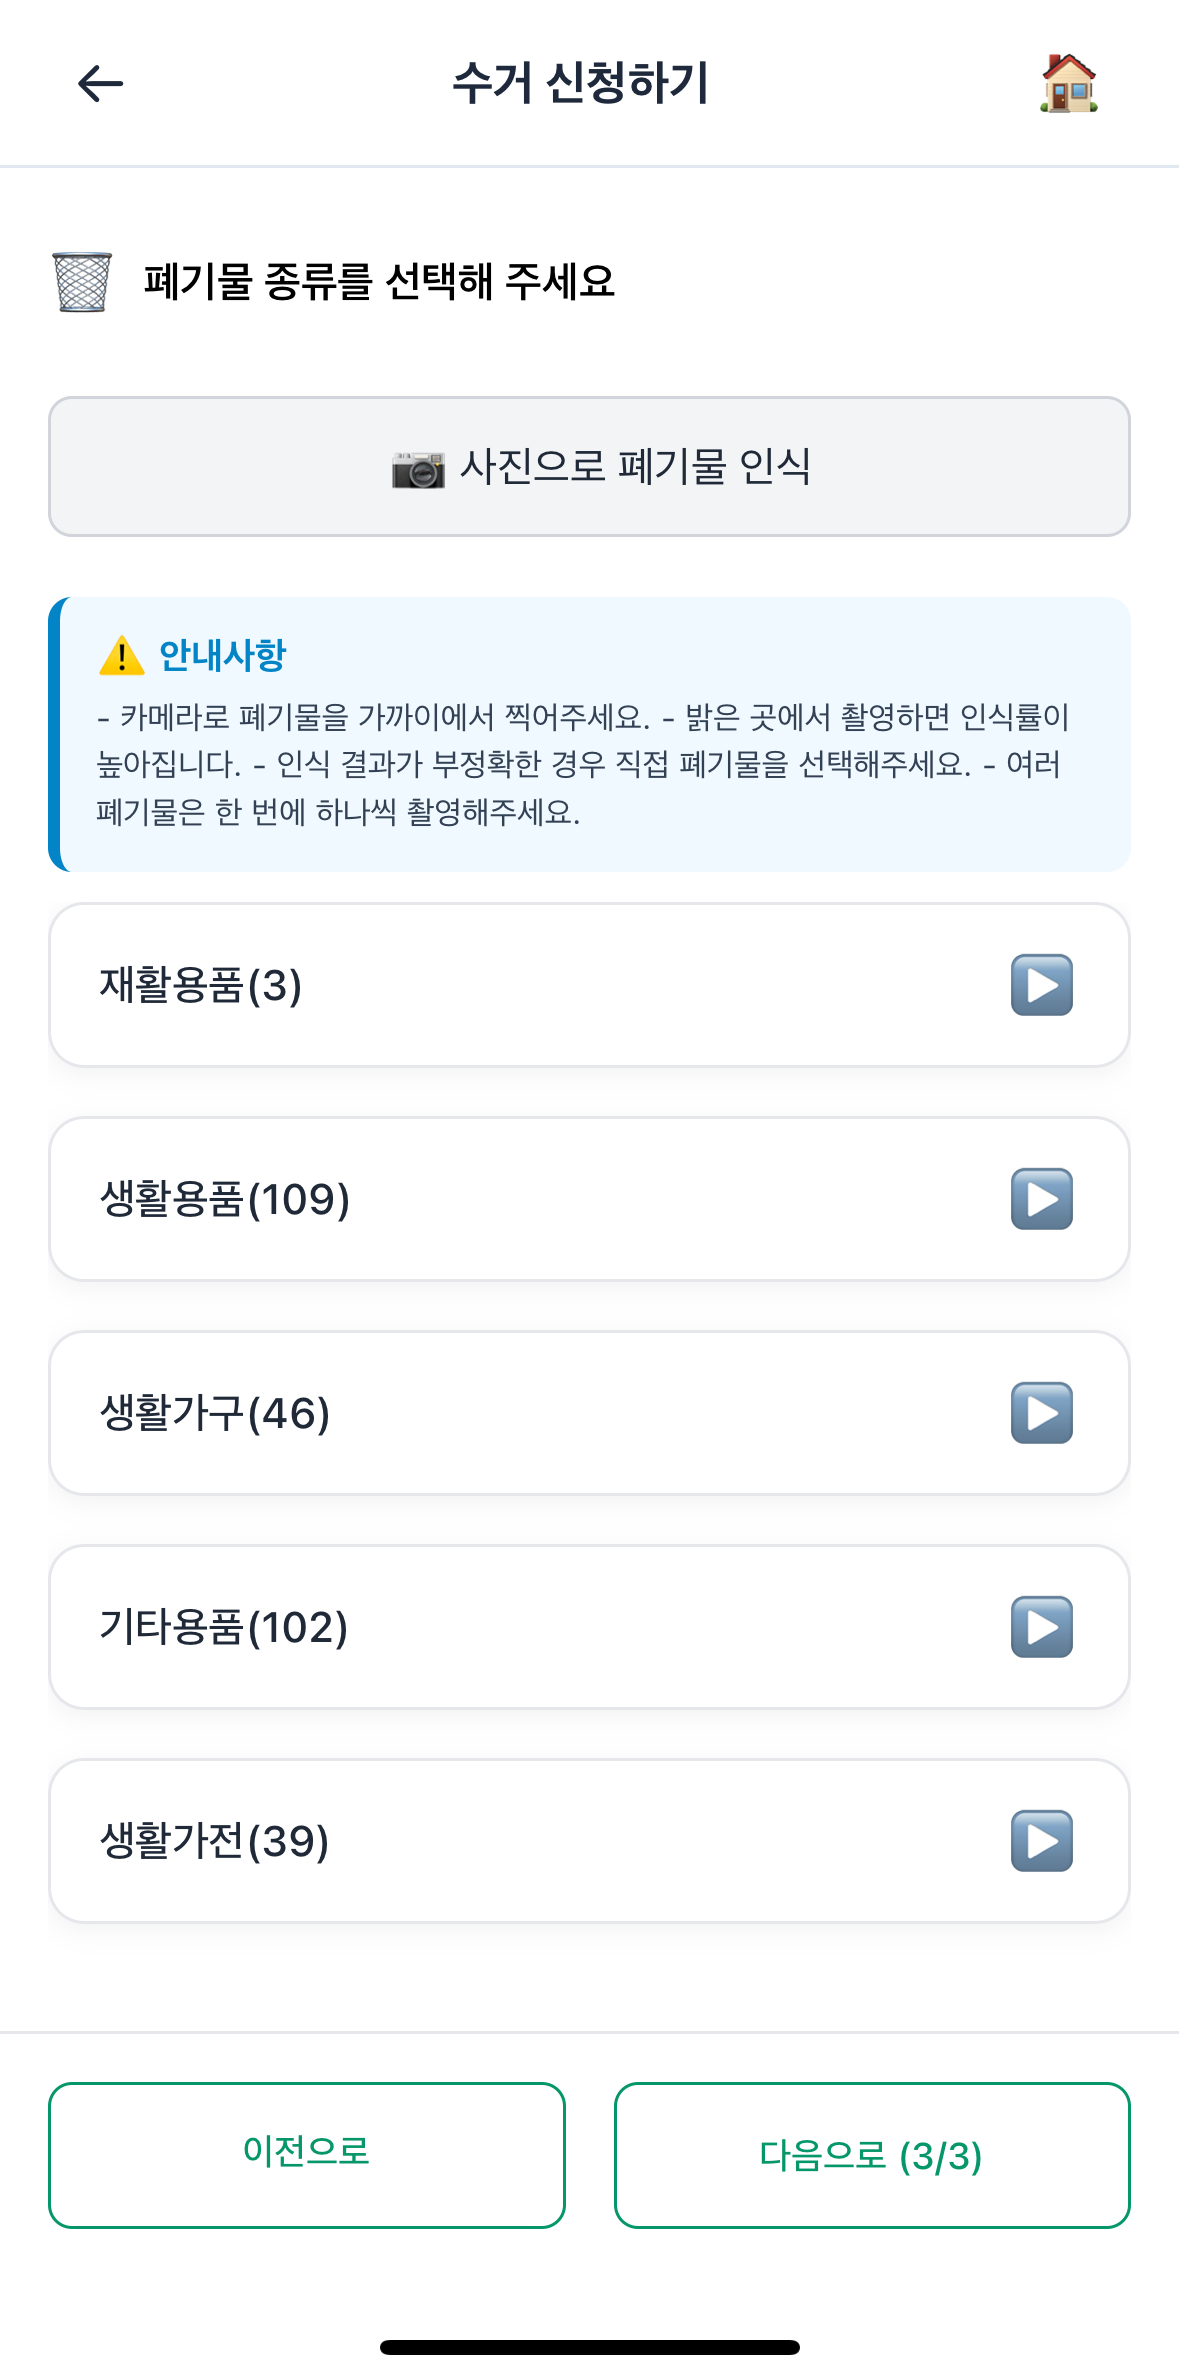 수거 신청하기
폐기물 종류를 선택해 주세요
사진으로 폐기물 인식
안내사항
- 카메라로 폐기물을 가까이에서 찍어주세요. - 밝은 곳에서 촬영하면 인식률이
높아집니다. - 인식 결과가 부정확한 경우 직접 폐기물을 선택해주세요. - 여러
폐기물은 한 번에 하나씩 촬영해주세요.
재활용품(3)
생활용품(109)
생활가구(46)
기타용품(102)
생활가전(39)
이전으로
다음으로 (3/3)